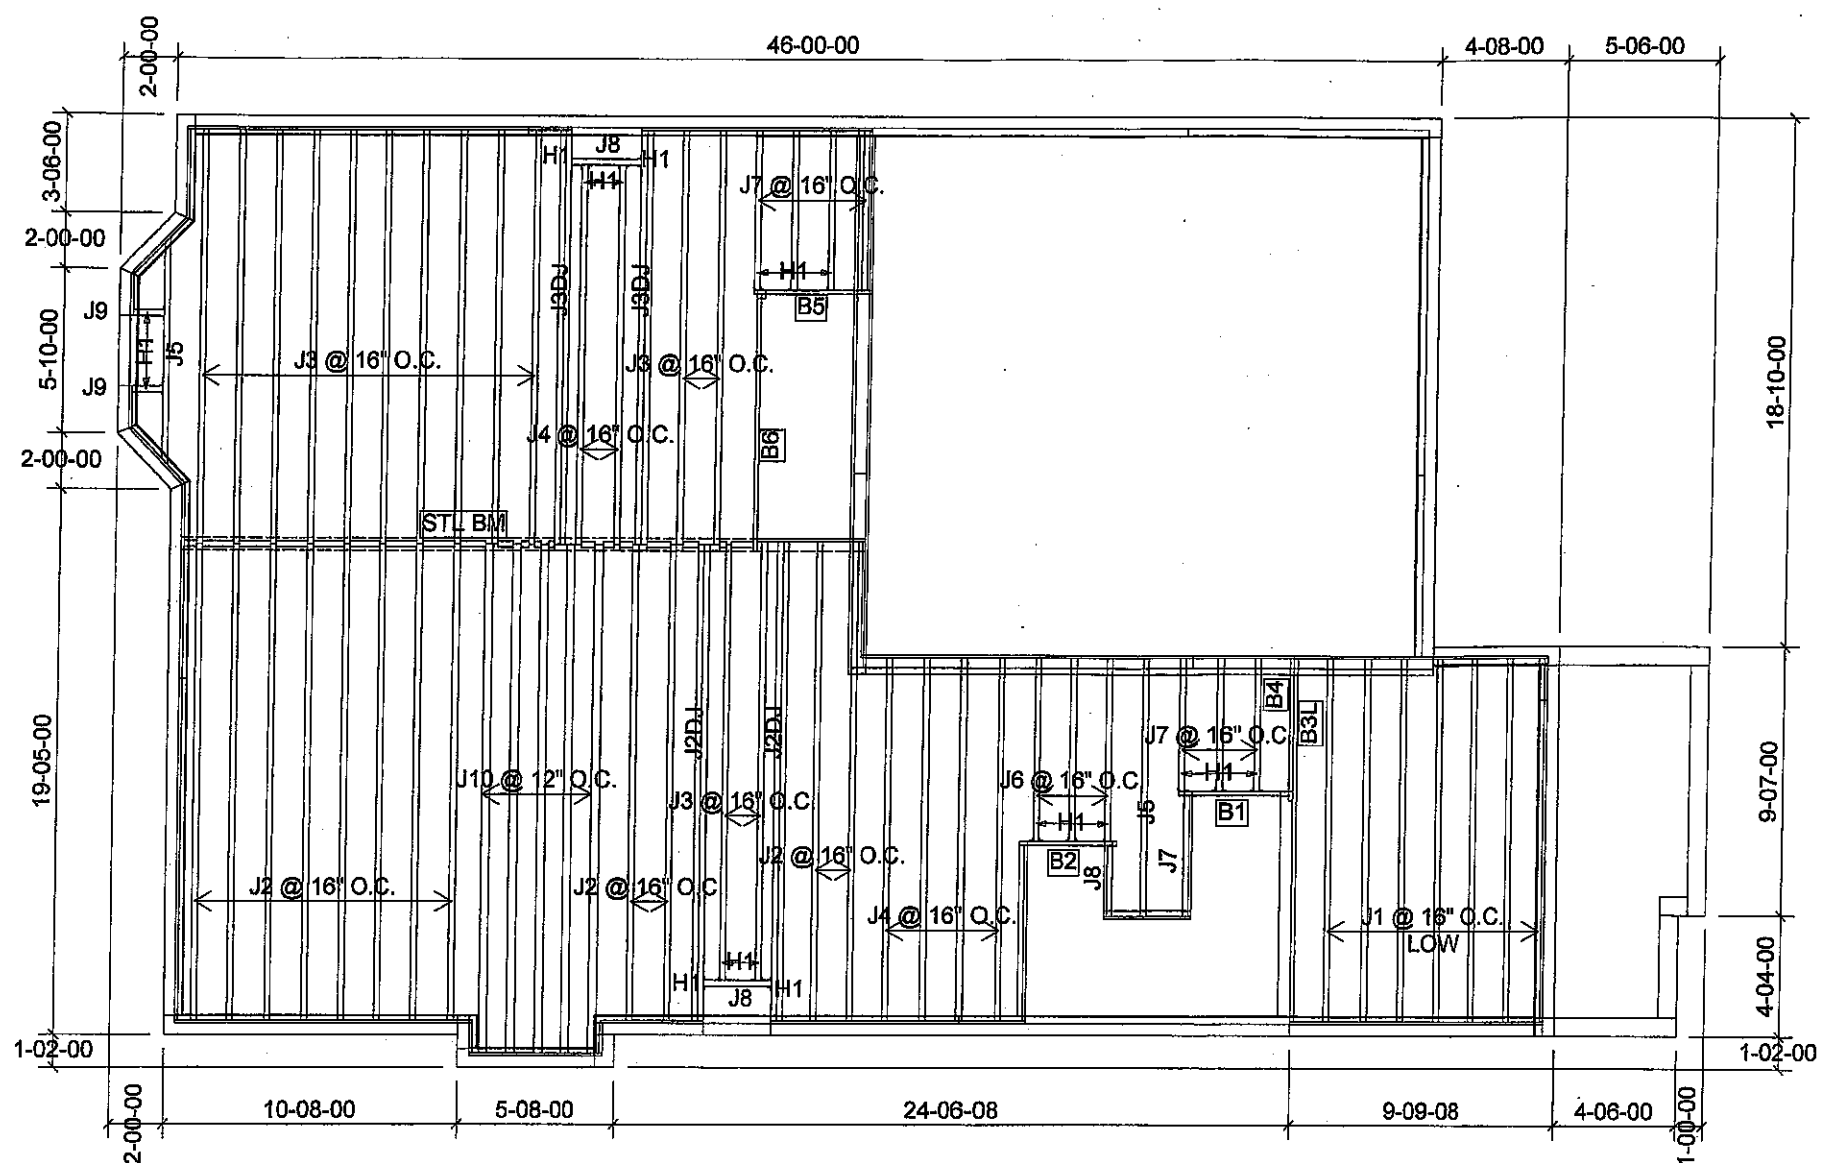 2-00-00
46-00-00
4-08-00
5-06-00
3-06-00
2-00-00
5-10-00
2-00-00
19-05-00
1-02-00
18-10-00
9-07-00
4-04-00
1-02-00
H1
J8
H1
H1
J7 @ 16" O.C.
H1
B5
J3DJ
J3DJ
J9
H1
J5
J9
J3 @ 16" O.C.
J3 @ 16" O.C.
J4 @ 16" O.C.
B6
STL BM
B4
B3L
J2DJ
J2DJ
J7 @ 16" O.C
H1
B1
J10 @ 12" O.C.
J3 @ 16" O.C
J6 @ 16" O.C
H1
J5
B2
J8
J7
J2 @ 16" O.C.
J2 @ 16" O.C.
J2 @ 16" O.C
J4 @ 16" O.C.
J1 @ 16" O.C.
LOW
H1
H1
J8
H1
2-00-00
10-08-00
5-08-00
24-06-08
9-09-08
4-06-00
1-00-00